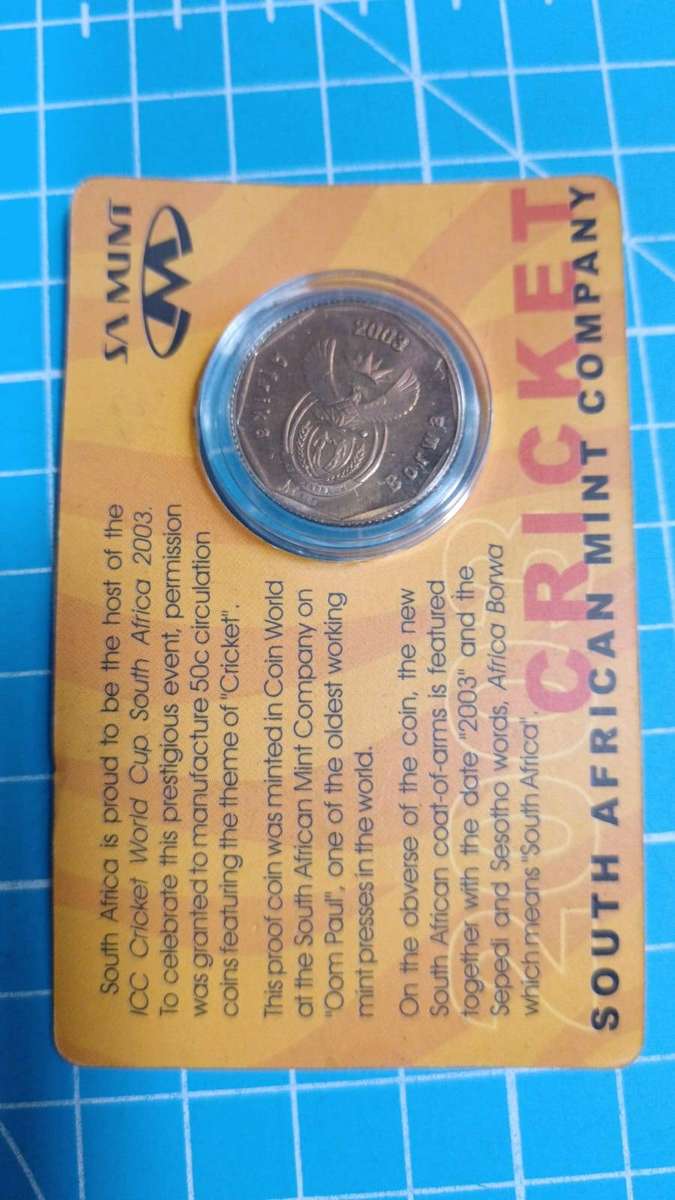 SA MINT
South Africa is proud to be the host of the
ICC Cricket World Cup South Africa 2003.
To celebrate this prestigious event, permission
was granted to manufacture 50c circulation
coins featuring the theme of "Cricket".
This proof coin was minted in Coin World
at the South African Mint Company on
"Oom Paul", one of the oldest working
mint presses in the world.
On the obverse of the coin, the new
South African coat-of-arms is featured
together with the date "2003" and the
Sepedi and Sesotho words, Africa Borwa
which means "South Africa".
2003
Afrika
Borwa
2003
CRICKET
SOUTH AFRICAN MINT COMPANY